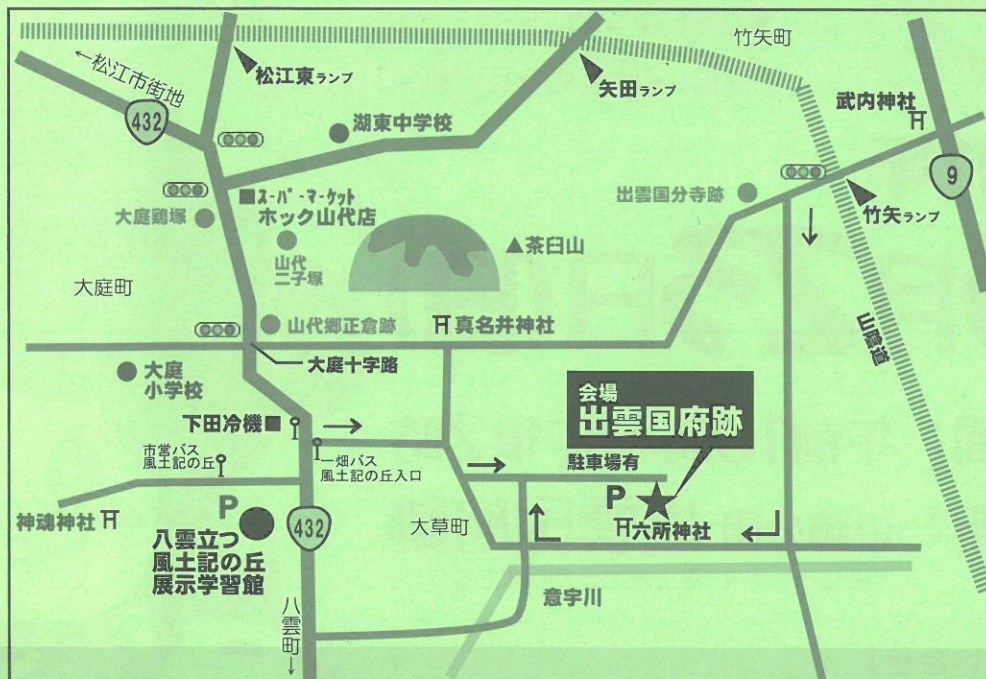 竹矢町
←松江市街地
松江東ランプ
矢田ランプ
武内神社
432
湖東中学校
9
スーパーマーケット
ホック山代店
出雲国分寺跡
竹矢ランプ
大庭鶏塚
山代
二子塚
▲茶臼山
大庭町
山代郷正倉跡
真名井神社
山陰道
大庭十字路
大庭
小学校
会場
出雲国府跡
下田冷機
市営バス
風土記の丘
一畑バス
風土記の丘入口
駐車場有
P
神魂神社
P
432
大草町
六所神社
八雲立つ
風土記の丘
展示学習館
意宇川
八雲町→